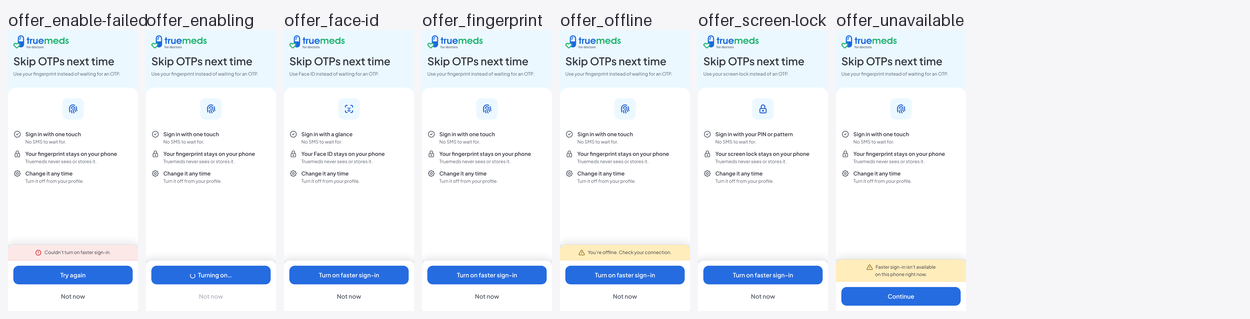 offer_enable-failed
truemeds
for doctors
Skip OTPs next time
Use your fingerprint instead of waiting for an OTP.
Sign in with one touch
No SMS to wait for.
Your fingerprint stays on your phone
Truemeds never sees or stores it.
Change it any time
Turn it off from your profile.
Couldn't turn on faster sign-in.
Try again
Not now
offer_enabling
truemeds
for doctors
Skip OTPs next time
Use your fingerprint instead of waiting for an OTP.
Sign in with one touch
No SMS to wait for.
Your fingerprint stays on your phone
Truemeds never sees or stores it.
Change it any time
Turn it off from your profile.
Turning on...
Not now
offer_face-id
truemeds
for doctors
Skip OTPs next time
Use Face ID instead of waiting for an OTP.
Sign in with a glance
No SMS to wait for.
Your Face ID stays on your phone
Truemeds never sees or stores it.
Change it any time
Turn it off from your profile.
Turn on faster sign-in
Not now
offer_fingerprint
truemeds
for doctors
Skip OTPs next time
Use your fingerprint instead of waiting for an OTP.
Sign in with one touch
No SMS to wait for.
Your fingerprint stays on your phone
Truemeds never sees or stores it.
Change it any time
Turn it off from your profile.
Turn on faster sign-in
Not now
offer_offline
truemeds
for doctors
Skip OTPs next time
Use your fingerprint instead of waiting for an OTP.
Sign in with one touch
No SMS to wait for.
Your fingerprint stays on your phone
Truemeds never sees or stores it.
Change it any time
Turn it off from your profile.
You're offline. Check your connection.
Turn on faster sign-in
Not now
offer_screen-lock
truemeds
for doctors
Skip OTPs next time
Use your screen lock instead of waiting for an OTP.
Sign in with your PIN or pattern
No SMS to wait for.
Your screen lock stays on your phone
Truemeds never sees or stores it.
Change it any time
Turn it off from your profile.
Turn on faster sign-in
Not now
offer_unavailable
truemeds
for doctors
Skip OTPs next time
Use your fingerprint instead of waiting for an OTP.
Sign in with one touch
No SMS to wait for.
Your fingerprint stays on your phone
Truemeds never sees or stores it.
Change it any time
Turn it off from your profile.
Faster sign-in isn't available
on this phone right now.
Continue